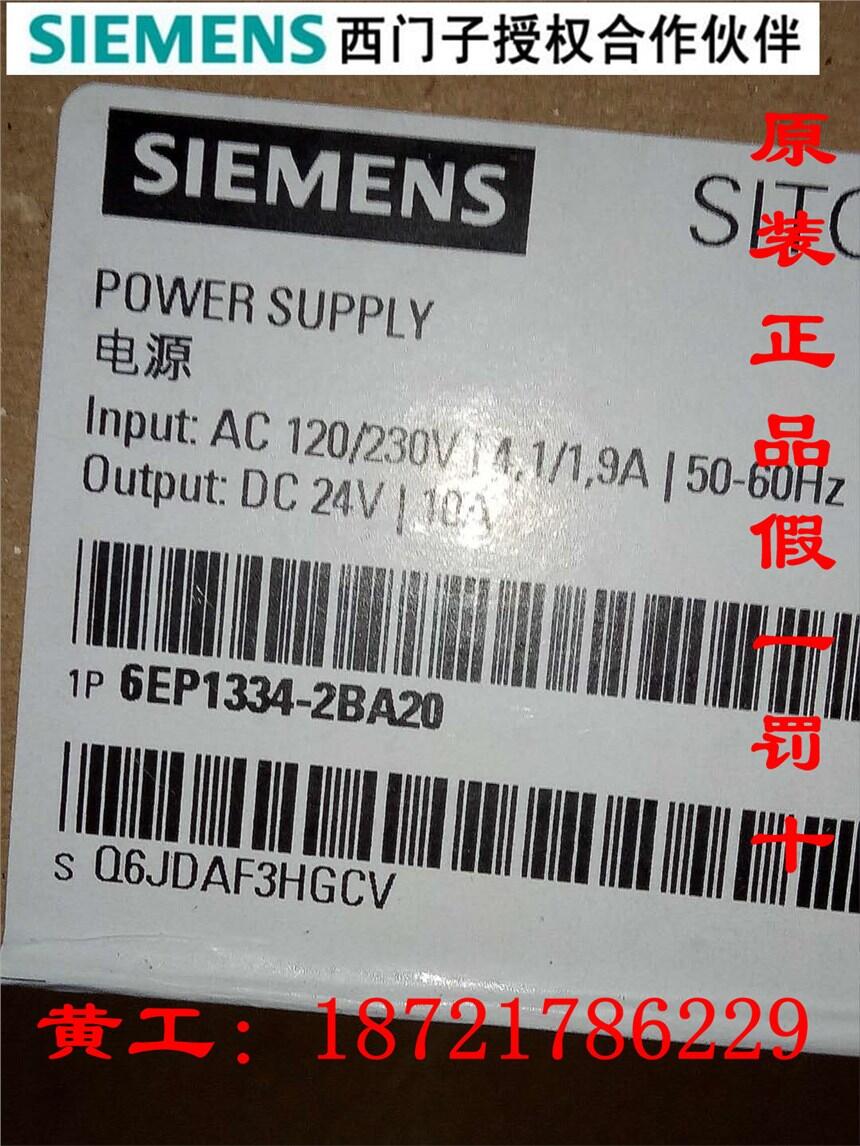 SIEMENS 西门子授权合作伙伴
SIEMENS
SITO
POWER SUPPLY
电源
Input: AC 120/230V | 4,1/1,9A | 50-60Hz
Output: DC 24V | 10A
1P 6EP1334-2BA20
S Q6JDAF3HGCV
原装正品假一罚十
黄工：18721786229